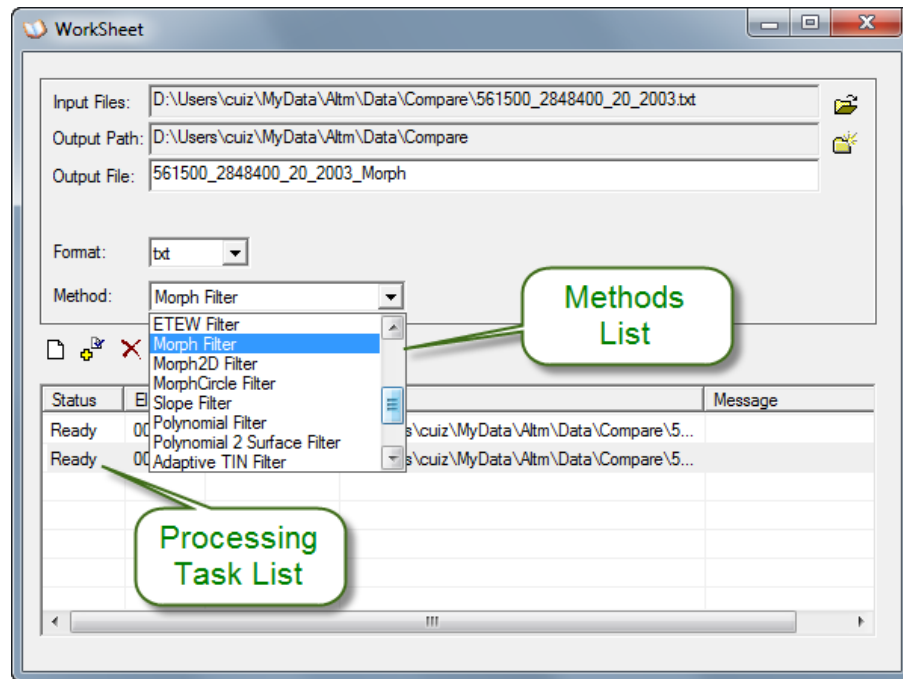 WorkSheet
Input Files: D:\Users\cuiz\MyData\Altm\Data\Compare\561500_2848400_20_2003.txt
Output Path: D:\Users\cuiz\MyData\Altm\Data\Compare
Output File: 561500_2848400_20_2003_Morph
Format: txt
Method: Morph Filter
Methods
List
ETEW Filter
Morph Filter
Morph2D Filter
MorphCircle Filter
Slope Filter
Polynomial Filter
Polynomial 2 Surface Filter
Adaptive TIN Filter
Status Message
Ready s\cuiz\MyData\Altm\Data\Compare\5...
Ready s\cuiz\MyData\Altm\Data\Compare\5...
Processing
Task List